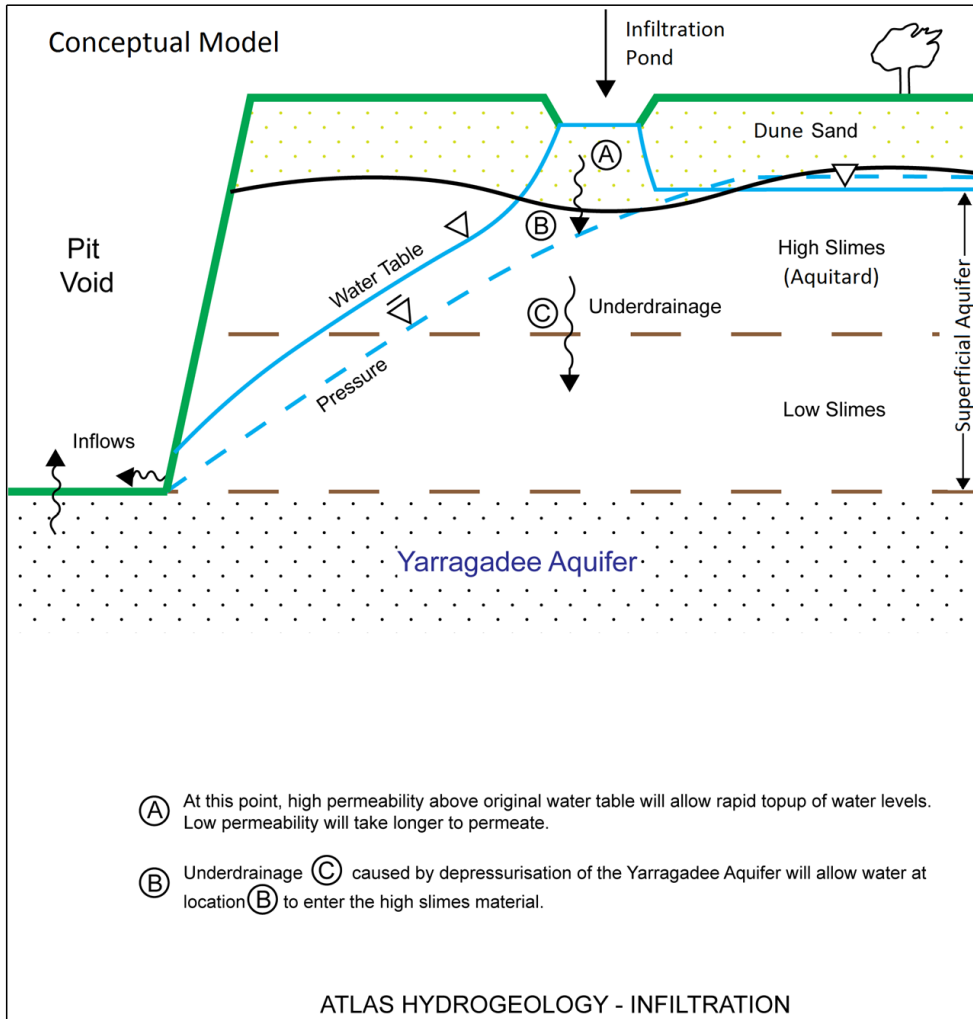 Conceptual Model
Infiltration
Pond
A
Dune Sand
B
Pit
Void
Water Table
High Slimes
(Aquitard)
C
Underdrainage
Superficial Aquifer
Pressure
Low Slimes
Inflows
Yarragadee Aquifer
A At this point, high permeability above original water table will allow rapid topup of water levels.
Low permeability will take longer to permeate.
B Underdrainage C caused by depressurisation of the Yarragadee Aquifer will allow water at
location B to enter the high slimes material.
ATLAS HYDROGEOLOGY - INFILTRATION